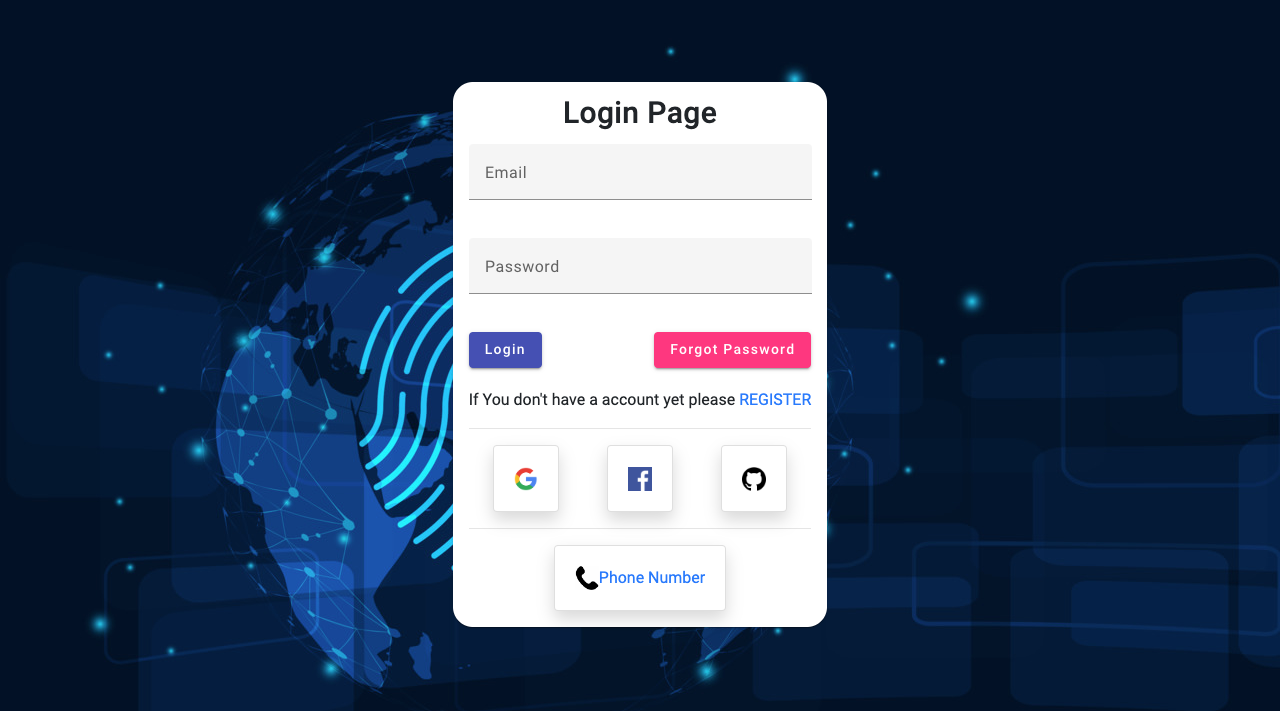 Login Page
Email
Password
Login Forgot Password
If You don't have a account yet please REGISTER
Phone Number